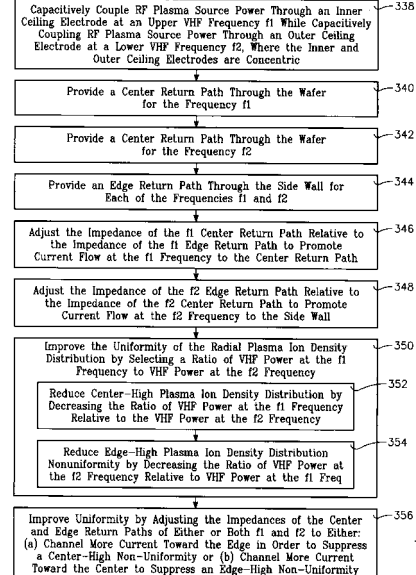 Capacitively Couple RF Plasma Source Power Through an Inner
Ceiling Electrode at an Upper VHF Frequency f1 While Capacitively
Coupling RF Plasma Source Power Through an Outer Ceiling
Electrode at a Lower VHF Frequency f2, Where the Inner and
Outer Ceiling Electrodes are Concentric
338
Provide a Center Return Path Through the Wafer
for the Frequency f1
340
Provide a Center Return Path Through the Wafer
for the Frequency f2
342
Provide an Edge Return Path Through the Side Wall for
Each of the Frequencies f1 and f2
344
Adjust the Impedance of the f1 Center Return Path Relative to
the Impedance of the f1 Edge Return Path to Promote
Current Flow at the f1 Frequency to the Center Return Path
346
Adjust the Impedance of the f2 Edge Return Path Relative to
the Impedance of the f2 Center Return Path to Promote
Current Flow at the f2 Frequency to the Side Wall
348
Improve the Uniformity of the Radial Plasma Ion Density
Distribution by Selecting a Ratio of VHF Power at the f1
Frequency to VHF Power at the f2 Frequency
350
Reduce Center-High Plasma Ion Density Distribution by
Decreasing the Ratio of VHF Power at the f1 Frequency
Relative to the VHF Power at the f2 Frequency
352
Reduce Edge-High Plasma Ion Density Distribution
Nonuniformity by Decreasing the Ratio of VHF Power at
the f2 Frequency Relative to VHF Power at the f1 Freq
354
Improve Uniformity by Adjusting the Impedances of the Center
and Edge Return Paths of Either or Both f1 and f2 to Either:
(a) Channel More Current Toward the Edge in Order to Suppress
a Center-High Non-Uniformity or (b) Channel More Current
Toward the Center to Suppress an Edge-High Non-Uniformity
356